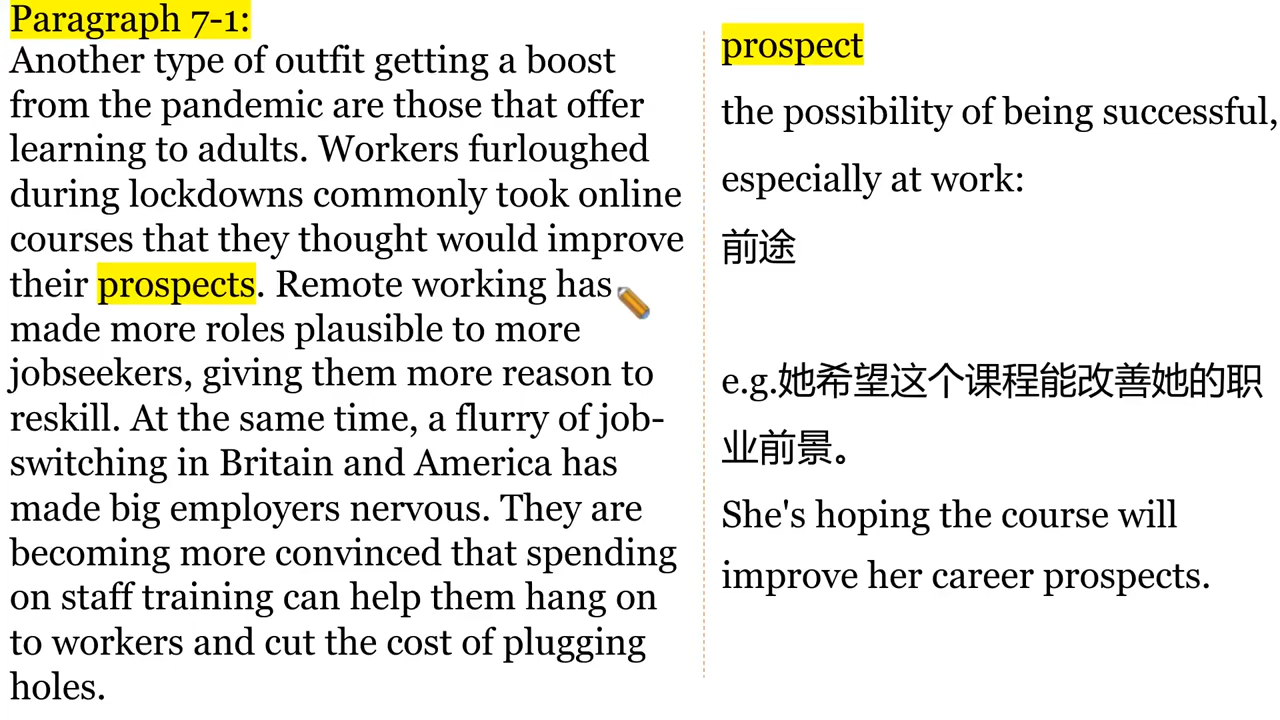 Paragraph 7-1:
Another type of outfit getting a boost
from the pandemic are those that offer
learning to adults. Workers furloughed
during lockdowns commonly took online
courses that they thought would improve
their prospects. Remote working has
made more roles plausible to more
jobseekers, giving them more reason to
reskill. At the same time, a flurry of job-
switching in Britain and America has
made big employers nervous. They are
becoming more convinced that spending
on staff training can help them hang on
to workers and cut the cost of plugging
holes.
prospect
the possibility of being successful,
especially at work:
前途
e.g.她希望这个课程能改善她的职
业前景。
She's hoping the course will
improve her career prospects.